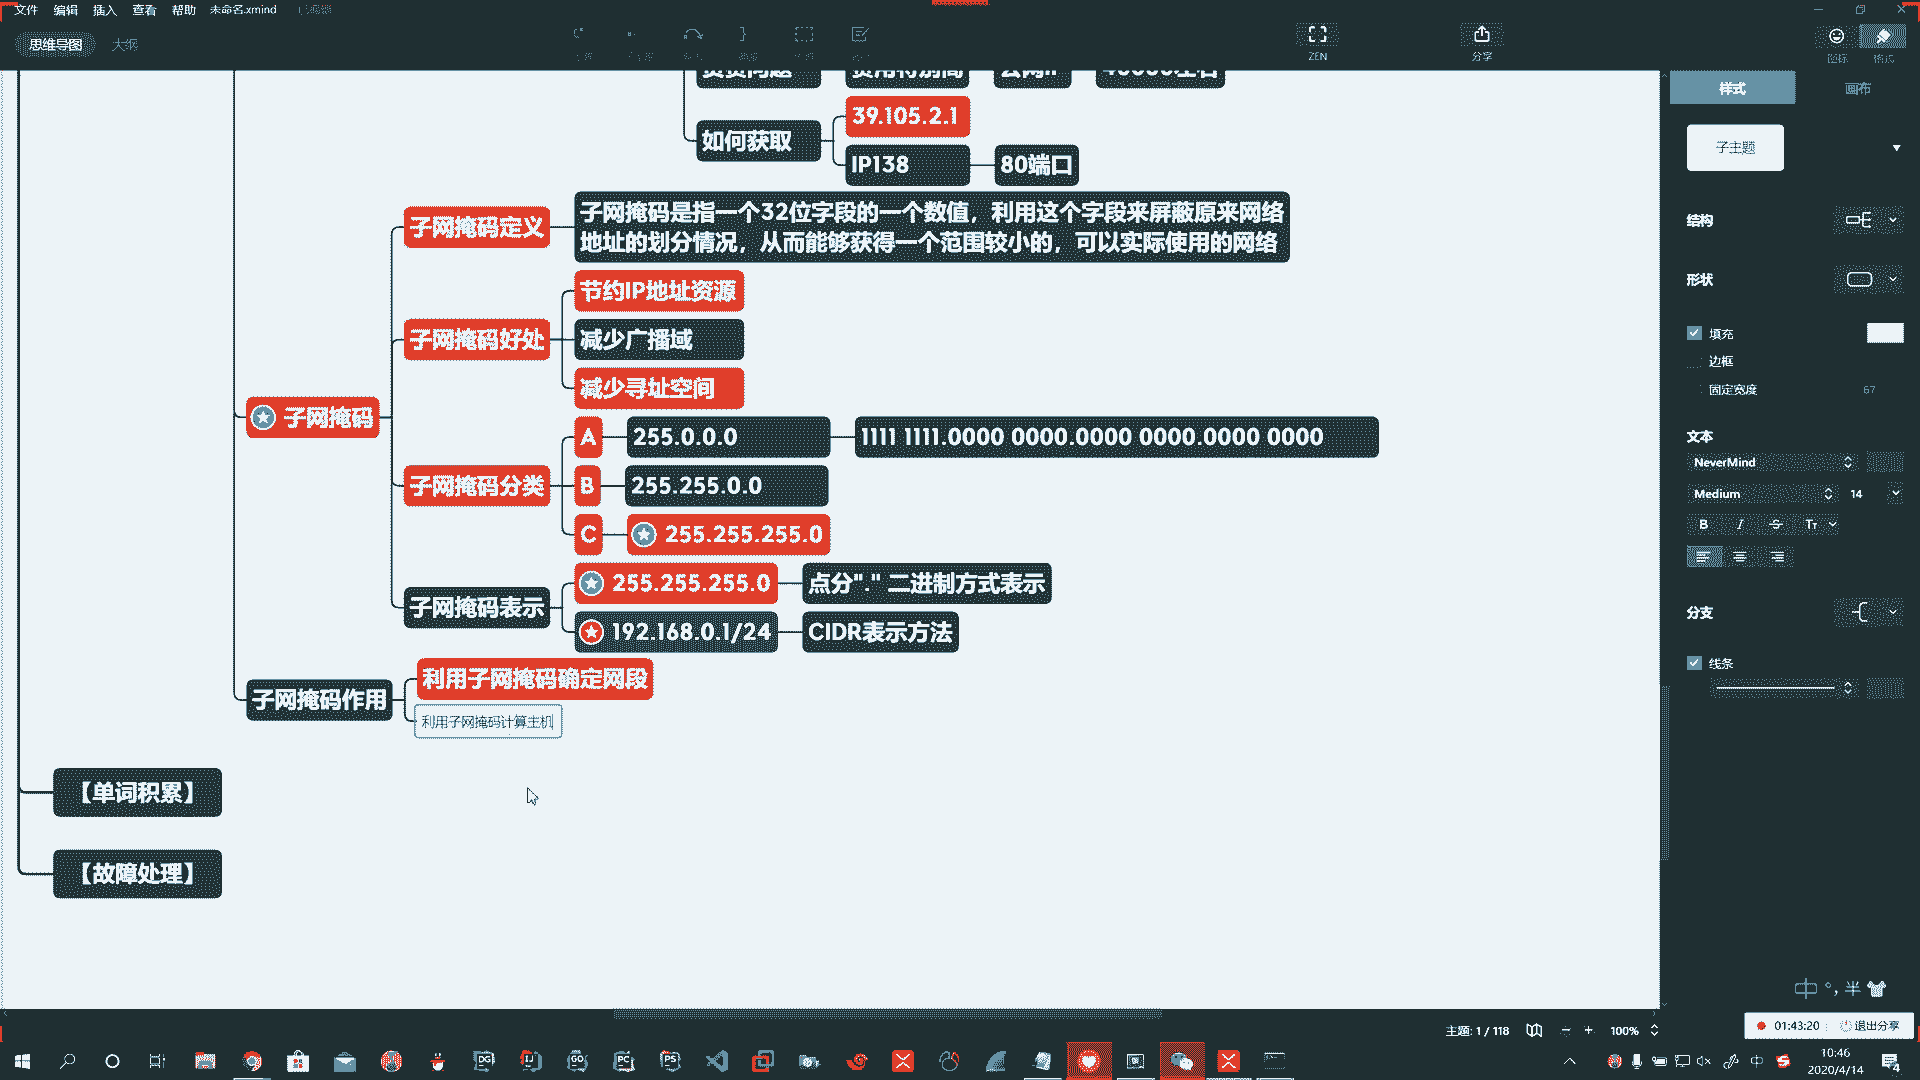 文件 编辑 插入 查看 帮助 未命名.xmind
思维导图 大纲
ZEN
分享
图标 格式
样式 画布
子主题
结构
形状
填充
边框
固定宽度 67
文本
NeverMind
Medium 14
B I S Tт
分支
线条
如何获取
39.105.2.1
IP138 80端口
子网掩码
子网掩码定义
子网掩码是指一个32位字段的一个数值，利用这个字段来屏蔽原来网络
地址的划分情况，从而能够获得一个范围较小的，可以实际使用的网络
子网掩码好处
节约IP地址资源
减少广播域
减少寻址空间
子网掩码分类
A 255.0.0.0 1111 1111.0000 0000.0000 0000.0000 0000
B 255.255.0.0
C 255.255.255.0
子网掩码表示
255.255.255.0 点分"." 二进制方式表示
192.168.0.1/24 CIDR表示方法
子网掩码作用
利用子网掩码确定网段
利用子网掩码计算主机
【单词积累】
【故障处理】
中 °, 半
主题: 1 / 118 100%
01:43:20 退出分享
DG IJ GO PC PS
中
10:46
2020/4/14
4